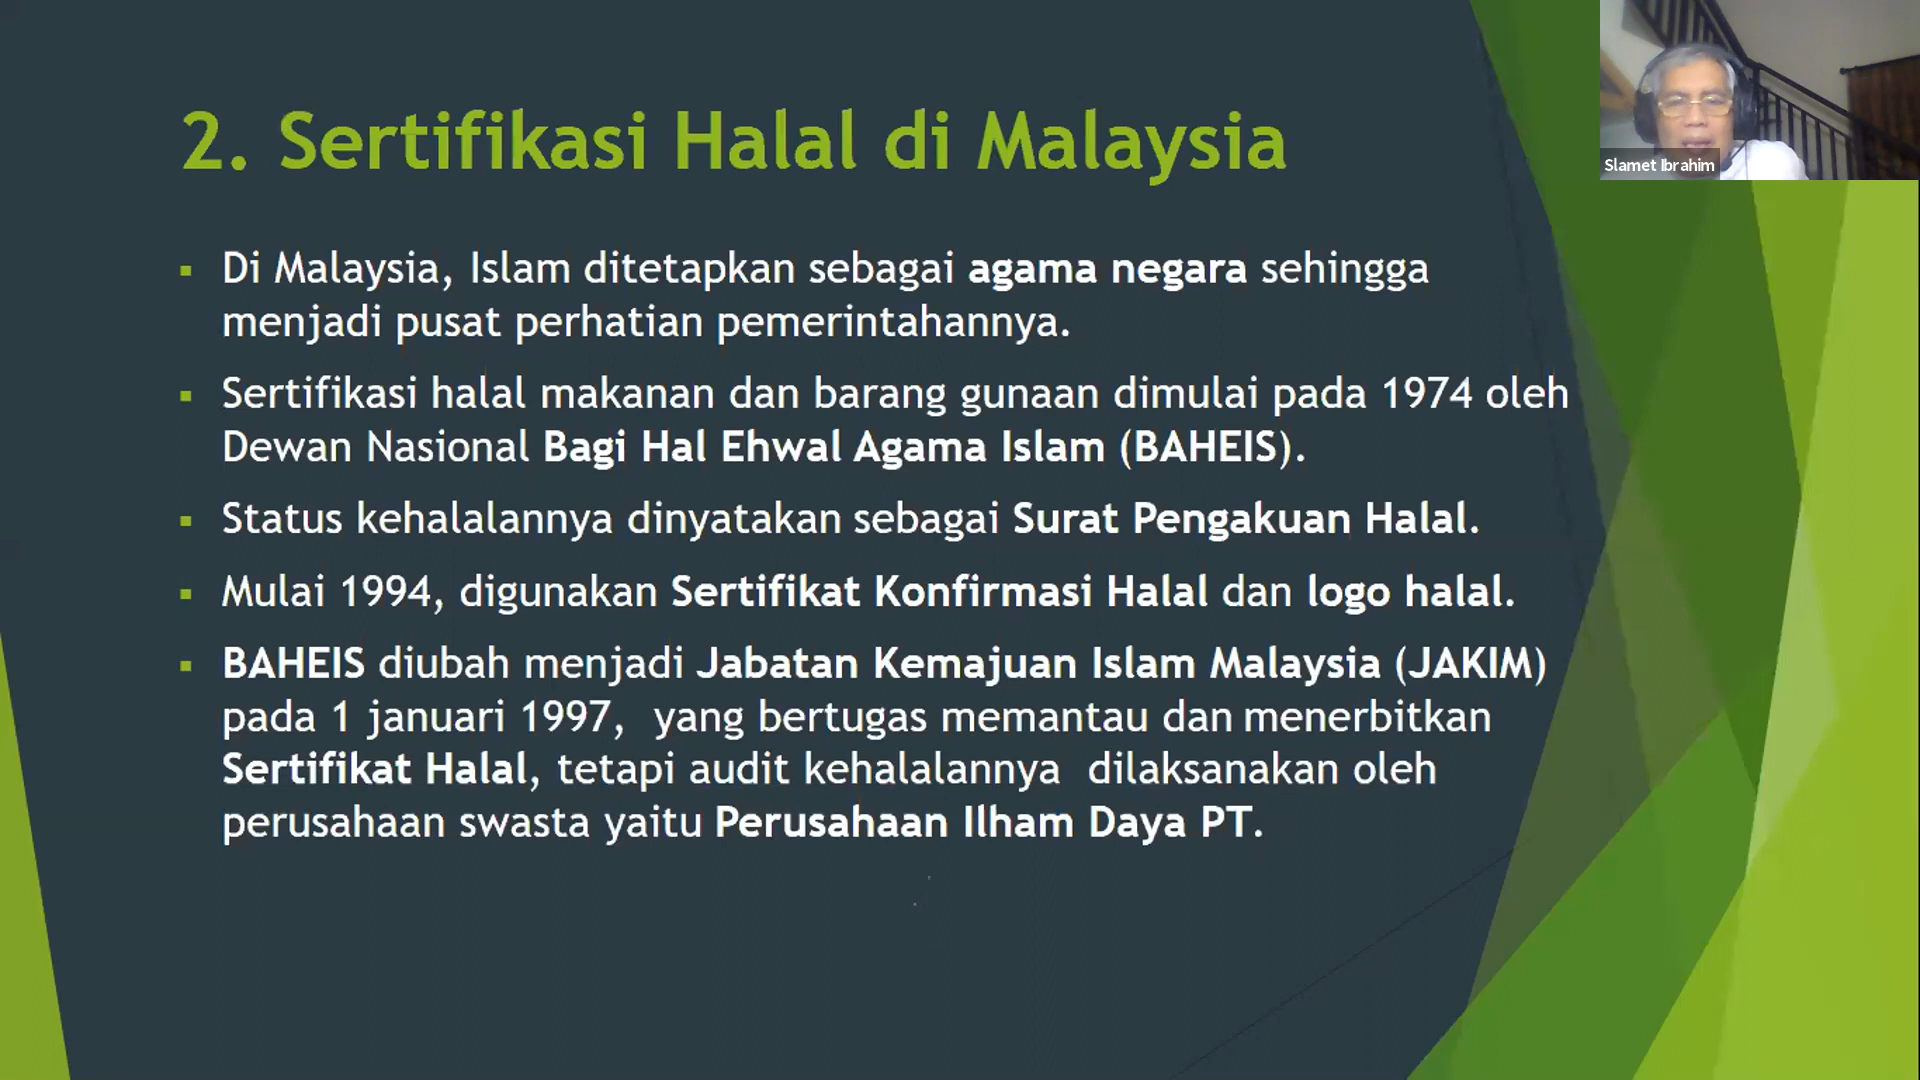 2. Sertifikasi Halal di Malaysia
Slamet Ibrahim
▪ Di Malaysia, Islam ditetapkan sebagai agama negara sehingga
menjadi pusat perhatian pemerintahannya.
▪ Sertifikasi halal makanan dan barang gunaan dimulai pada 1974 oleh
Dewan Nasional Bagi Hal Ehwal Agama Islam (BAHEIS).
▪ Status kehalalannya dinyatakan sebagai Surat Pengakuan Halal.
▪ Mulai 1994, digunakan Sertifikat Konfirmasi Halal dan logo halal.
▪ BAHEIS diubah menjadi Jabatan Kemajuan Islam Malaysia (JAKIM)
pada 1 januari 1997, yang bertugas memantau dan menerbitkan
Sertifikat Halal, tetapi audit kehalalannya dilaksanakan oleh
perusahaan swasta yaitu Perusahaan Ilham Daya PT.